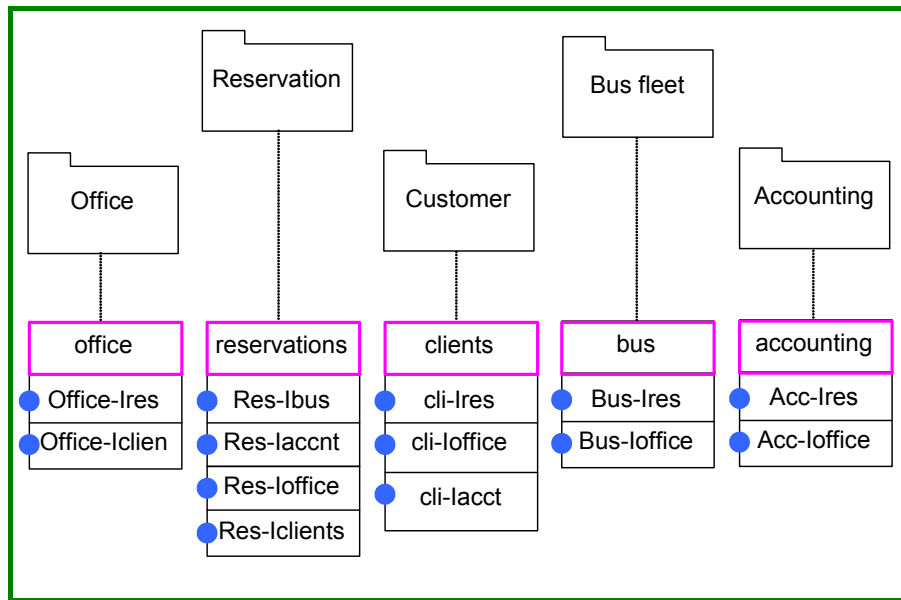 Reservation
Bus fleet
Office
Customer
Accounting
office
reservations
clients
bus
accounting
Office-Ires
Res-Ibus
cli-Ires
Bus-Ires
Acc-Ires
Office-Iclien
Res-Iaccnt
cli-Ioffice
Bus-Ioffice
Acc-Ioffice
Res-Ioffice
cli-Iacct
Res-Iclients